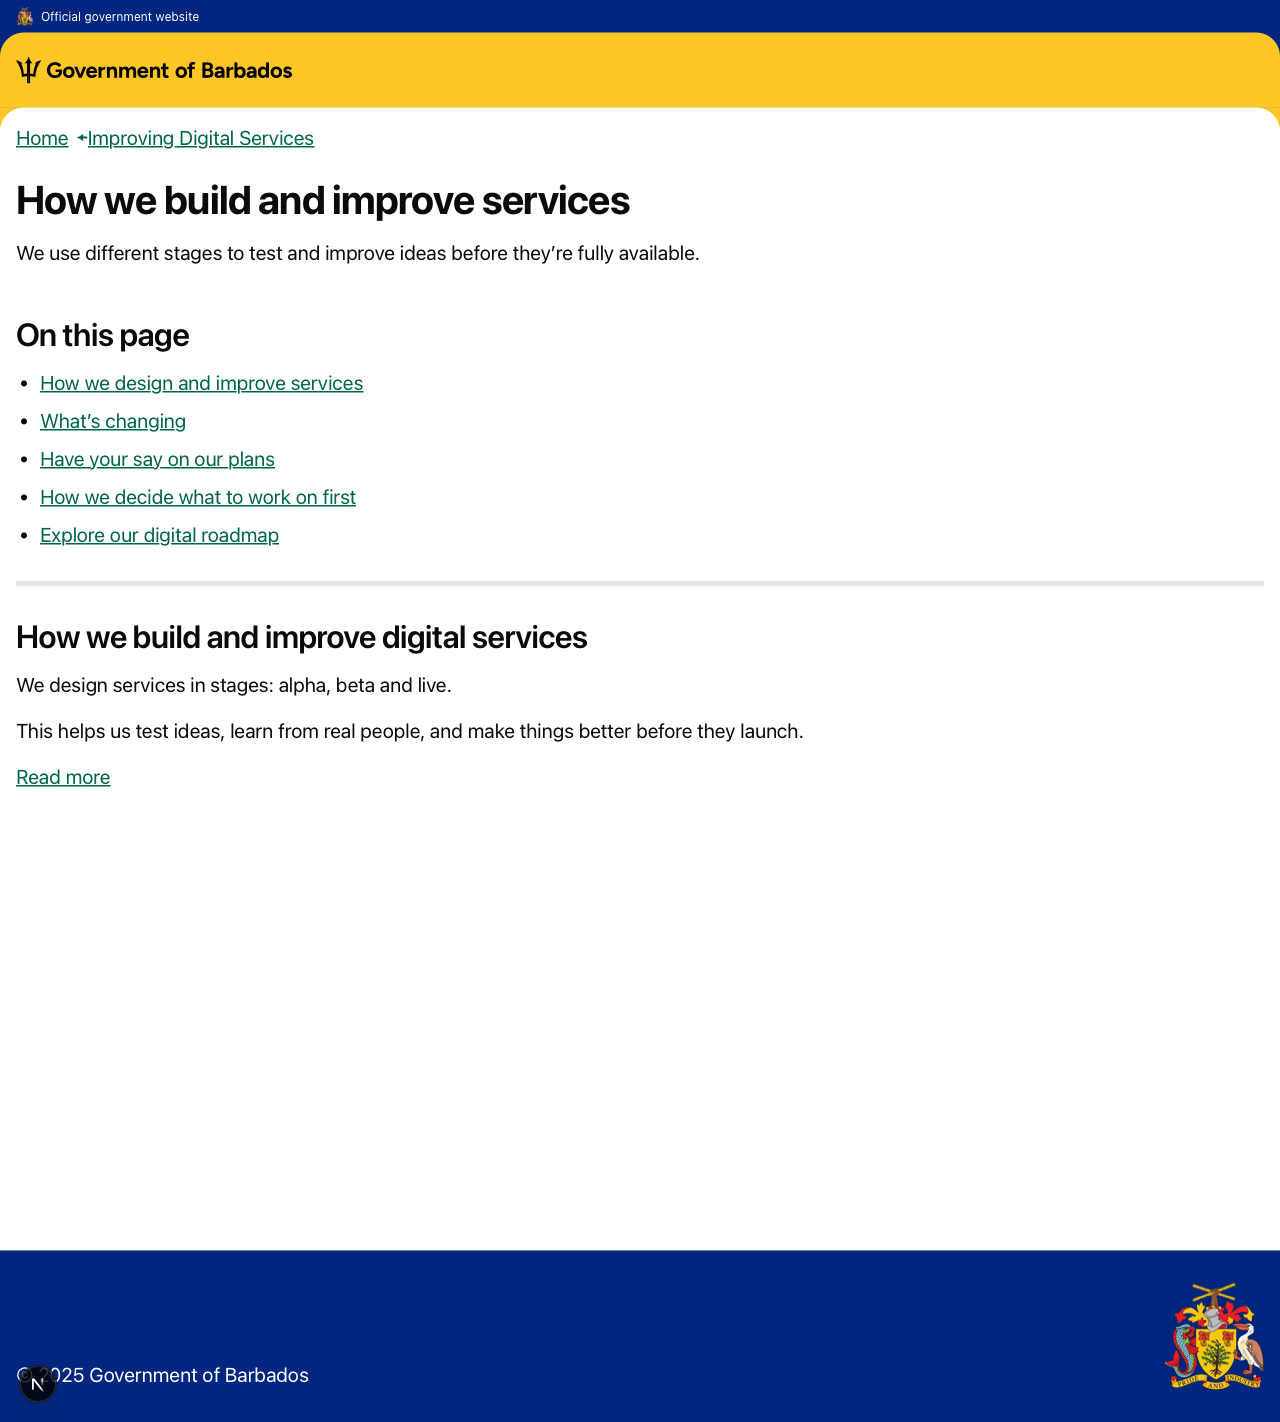 Official government website
Government of Barbados
Home Improving Digital Services
How we build and improve services
We use different stages to test and improve ideas before they’re fully available.
On this page
• How we design and improve services
• What’s changing
• Have your say on our plans
• How we decide what to work on first
• Explore our digital roadmap
How we build and improve digital services
We design services in stages: alpha, beta and live.
This helps us test ideas, learn from real people, and make things better before they launch.
Read more
PRIDE AND INDUSTRY
© 2025 Government of Barbados
N